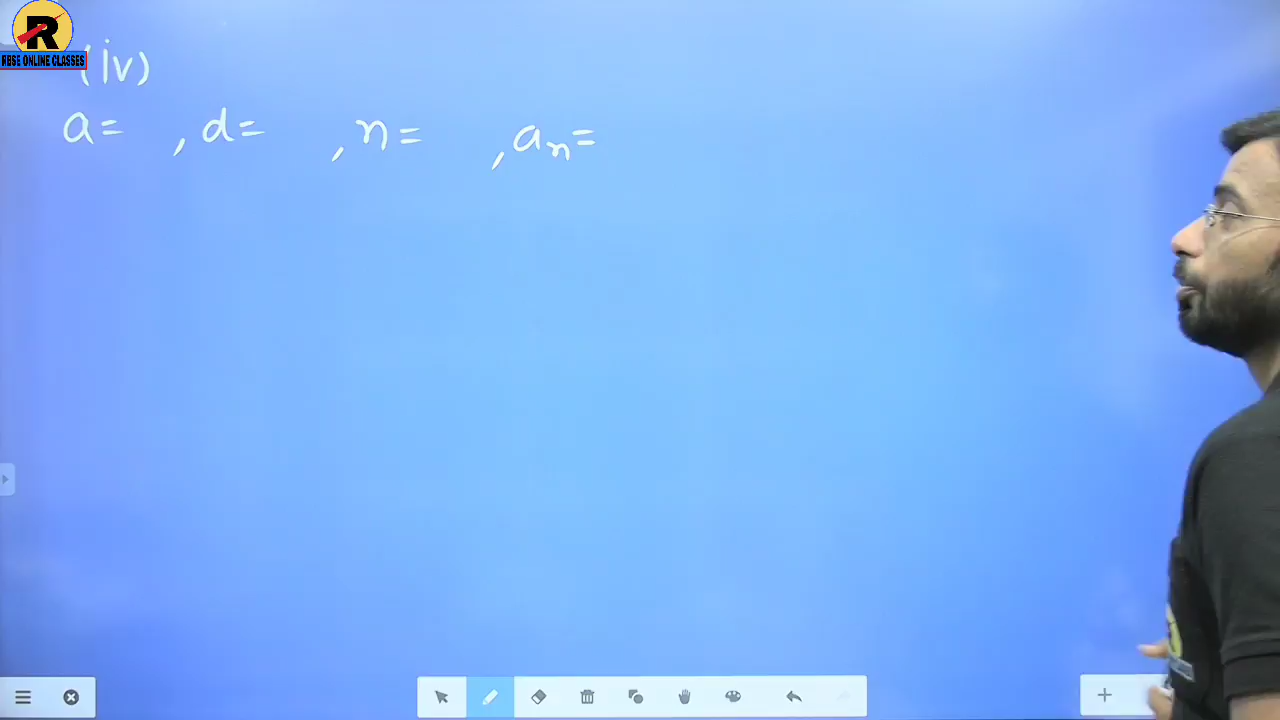 R
RBSE ONLINE CLASSES
(iv)
a= , d= , n= , aₙ=